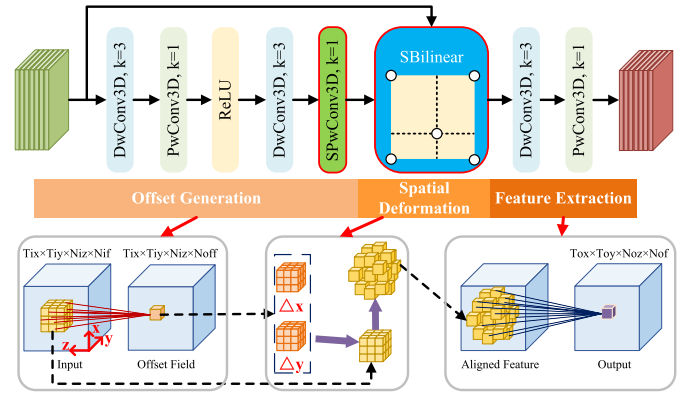 DwConv3D, k=3
PwConv3D, k=1
ReLU
DwConv3D, k=3
SPwConv3D, k=1
SBilinear
DwConv3D, k=3
PwConv3D, k=1
Offset Generation
Spatial
Deformation
Feature Extraction
Tix×Tiy×Niz×Nif
Tix×Tiy×Niz×Noff
x
y
z
Input
Offset Field
△x
△y
Tox×Toy×Noz×Nof
Aligned Feature
Output